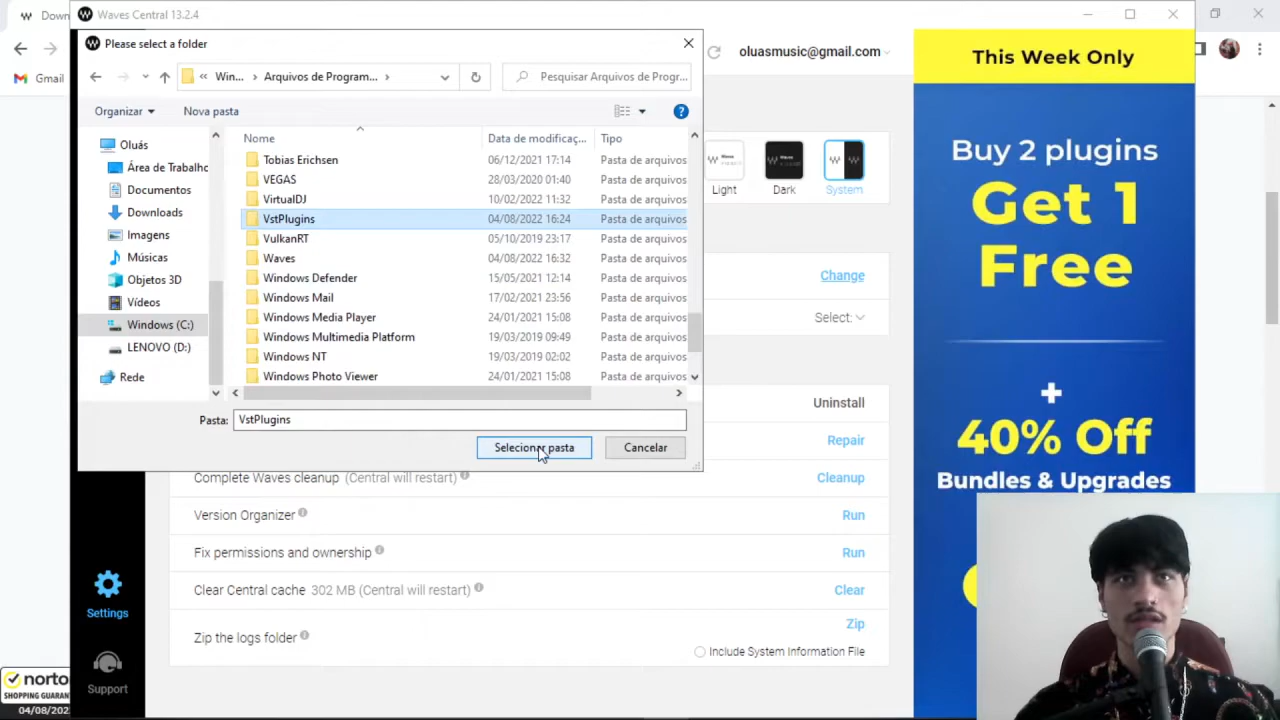 Down
Waves Central 13.2.4
Please select a folder
oluasmusic@gmail.com
Gmail
« Win... > Arquivos de Program... >
Pesquisar Arquivos de Progr...
Organizar
Nova pasta
Nome
Data de modificaç...
Tipo
Oluás
Área de Trabalho
Documentos
Downloads
Imagens
Músicas
Objetos 3D
Vídeos
Windows (C:)
LENOVO (D:)
Rede
Tobias Erichsen 06/12/2021 17:14 Pasta de arquivos
VEGAS 28/03/2020 01:40 Pasta de arquivos
VirtualDJ 10/02/2022 11:32 Pasta de arquivos
VstPlugins 04/08/2022 16:24 Pasta de arquivos
VulkanRT 05/10/2019 23:17 Pasta de arquivos
Waves 04/08/2022 16:32 Pasta de arquivos
Windows Defender 15/05/2021 12:14 Pasta de arquivos
Windows Mail 17/02/2021 23:56 Pasta de arquivos
Windows Media Player 24/01/2021 15:08 Pasta de arquivos
Windows Multimedia Platform 19/03/2019 09:49 Pasta de arquivos
Windows NT 19/03/2019 02:02 Pasta de arquivos
Windows Photo Viewer 24/01/2021 15:08 Pasta de arquivos
Pasta: VstPlugins
Selecionar pasta
Cancelar
Light
Dark
System
Change
Select:
Uninstall
Repair
Complete Waves cleanup (Central will restart)
Cleanup
Version Organizer
Run
Fix permissions and ownership
Run
Clear Central cache 302 MB (Central will restart)
Clear
Zip the logs folder
Zip
Include System Information File
Settings
Support
norto
SHOPPING GUARAN
04/08/202
This Week Only
Buy 2 plugins
Get 1
Free
+
40% Off
Bundles & Upgrades